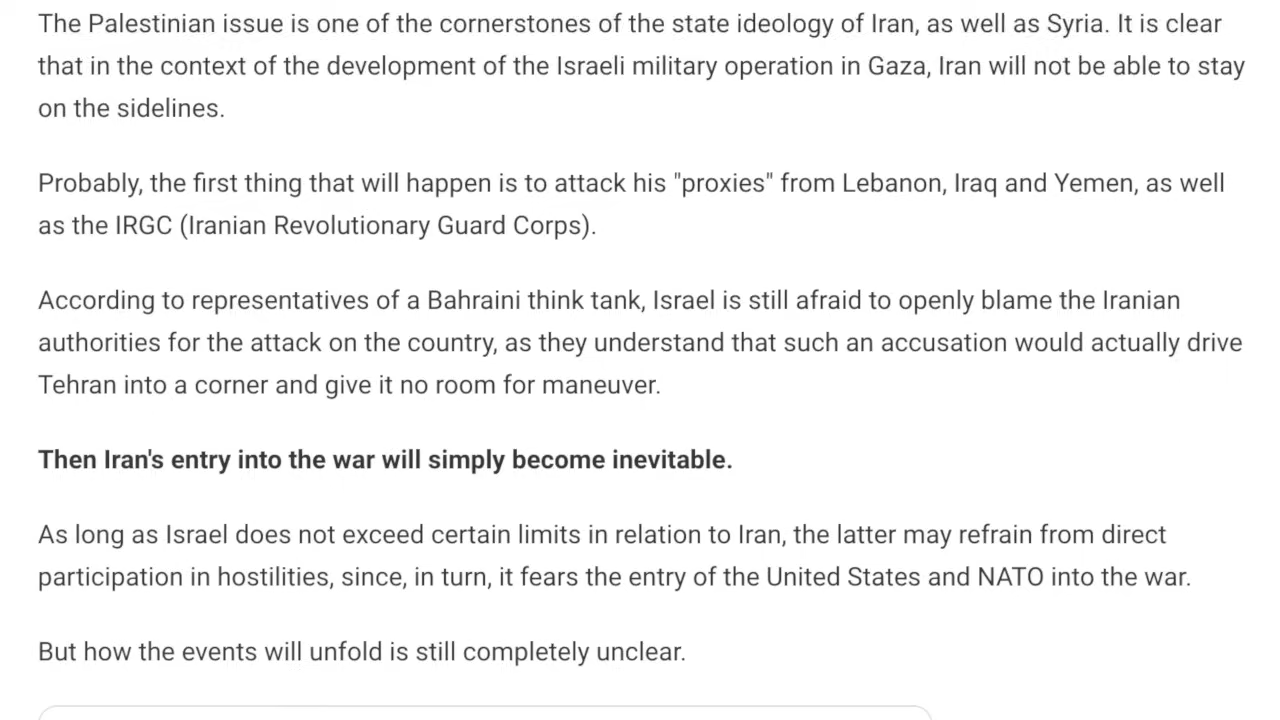 The Palestinian issue is one of the cornerstones of the state ideology of Iran, as well as Syria. It is clear
that in the context of the development of the Israeli military operation in Gaza, Iran will not be able to stay
on the sidelines.
Probably, the first thing that will happen is to attack his "proxies" from Lebanon, Iraq and Yemen, as well
as the IRGC (Iranian Revolutionary Guard Corps).
According to representatives of a Bahraini think tank, Israel is still afraid to openly blame the Iranian
authorities for the attack on the country, as they understand that such an accusation would actually drive
Tehran into a corner and give it no room for maneuver.
Then Iran's entry into the war will simply become inevitable.
As long as Israel does not exceed certain limits in relation to Iran, the latter may refrain from direct
participation in hostilities, since, in turn, it fears the entry of the United States and NATO into the war.
But how the events will unfold is still completely unclear.